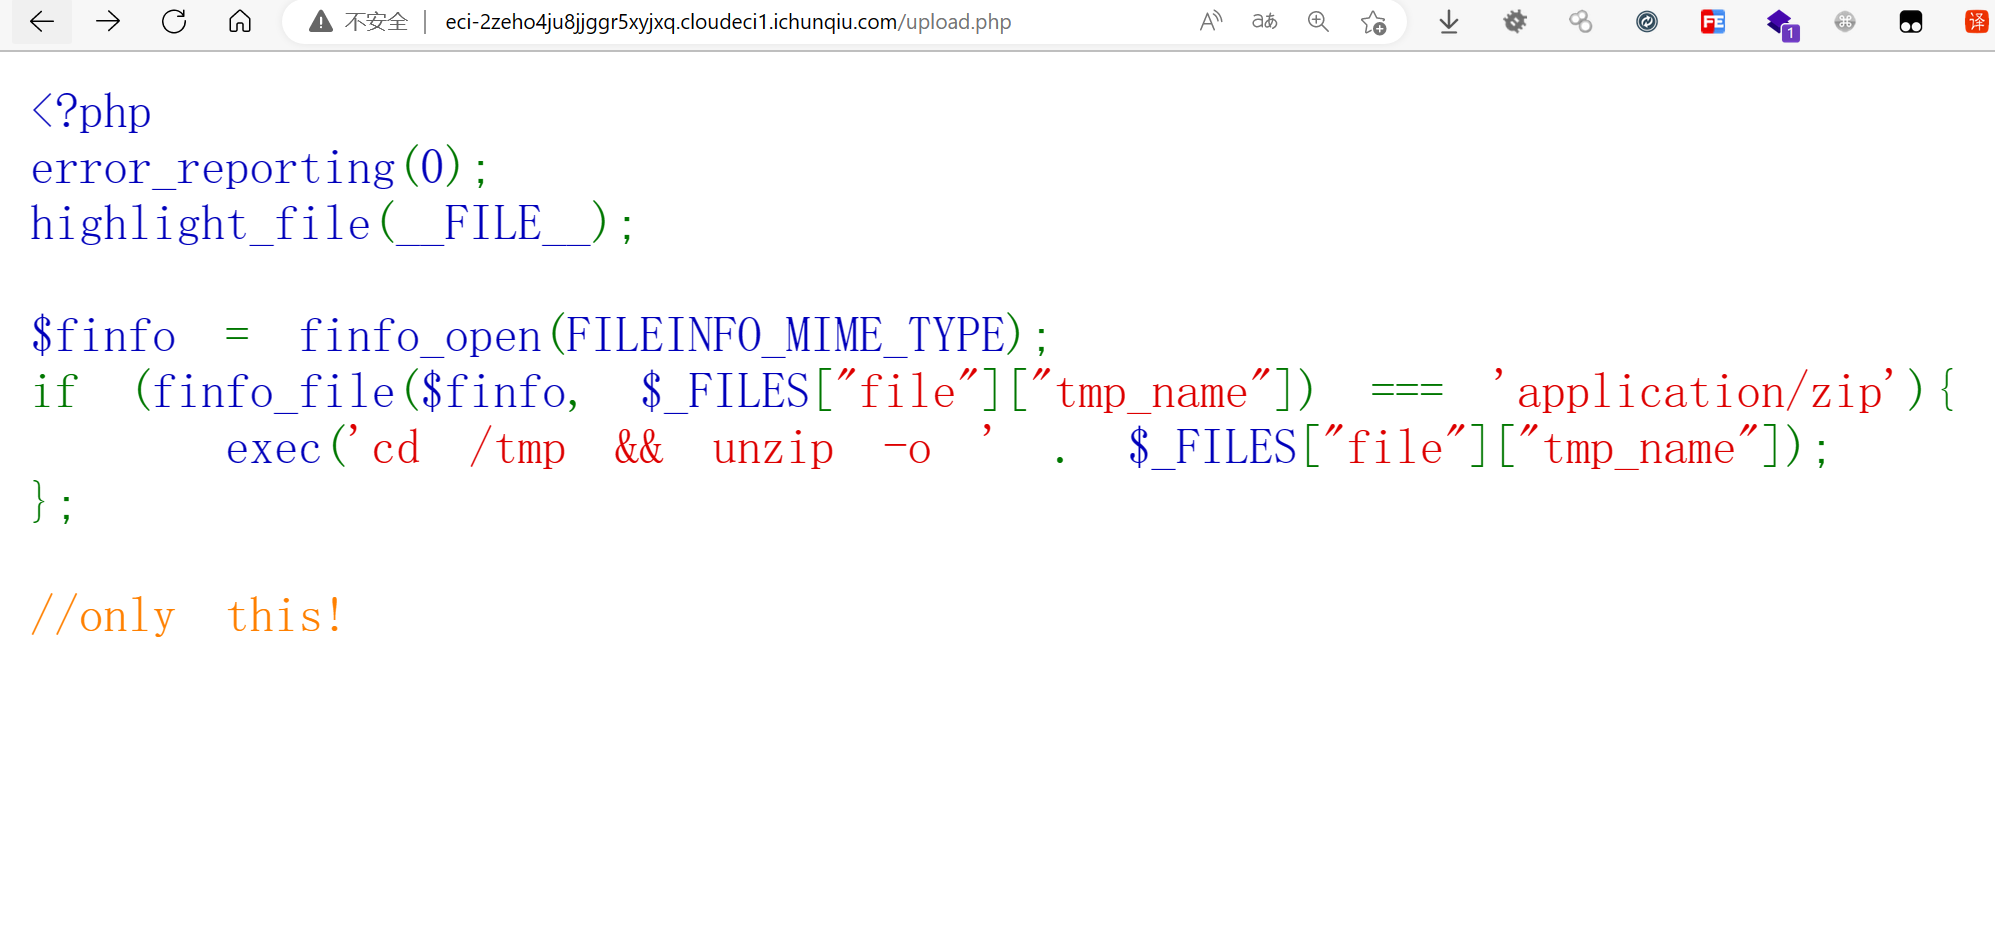 不安全 | eci-2zeho4ju8jjggr5xyjxq.cloudeci1.ichunqiu.com/upload.php
A
aあ
FE
1
译
<?php
error_reporting(0);
highlight_file(__FILE__);
$finfo = finfo_open(FILEINFO_MIME_TYPE);
if (finfo_file($finfo, $_FILES["file"]["tmp_name"]) === 'application/zip'){
exec('cd /tmp && unzip -o ' . $_FILES["file"]["tmp_name"]);
};
//only this!